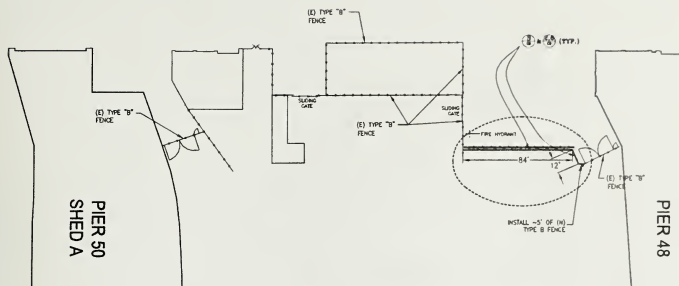 (E) TYPE "B"
FENCE
& (TYP.)
(E) TYPE "B"
FENCE
SLIDING
GATE
SLIDING
GATE
(E) TYPE "B"
FENCE
FIRE HYDRANT
84'
12'
(E) TYPE "B"
FENCE
INSTALL ~5' OF (N)
TYPE B FENCE
PIER 50
SHED A
PIER 48